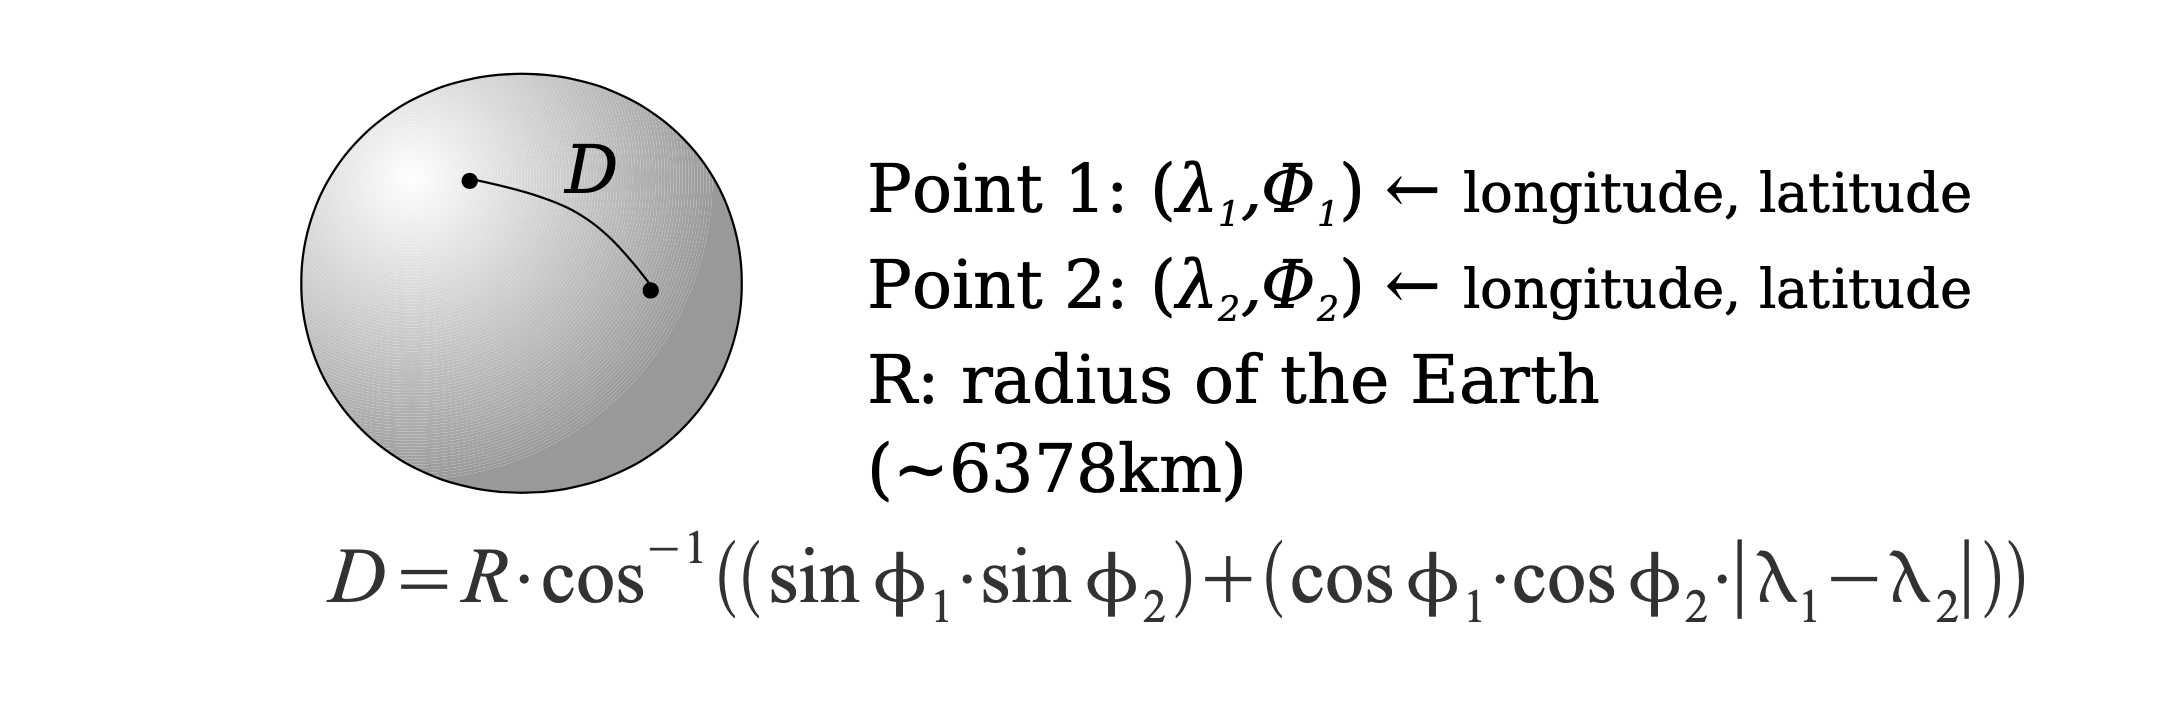 D
Point 1: (λ₁,Φ₁) ← longitude, latitude
Point 2: (λ₂,Φ₂) ← longitude, latitude
R: radius of the Earth
(~6378km)
D=R·cos⁻¹((sin ϕ₁·sin ϕ₂)+(cos ϕ₁·cos ϕ₂·|λ₁−λ₂|))